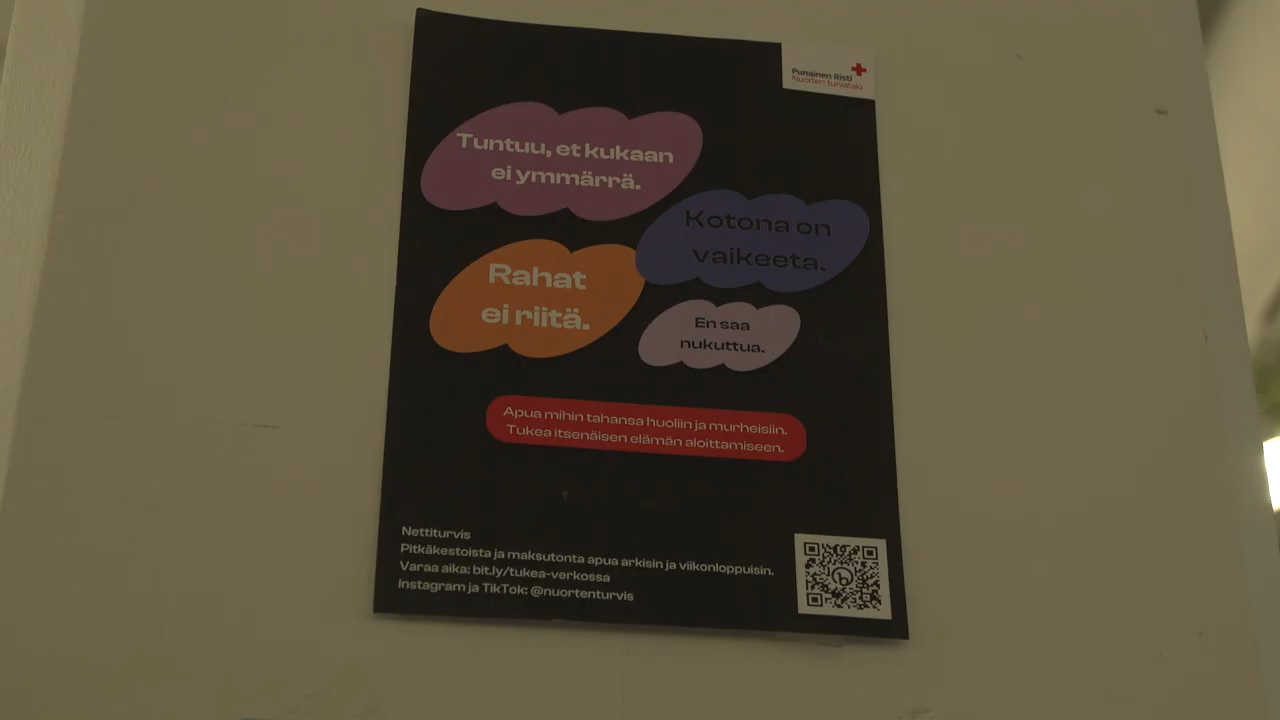 Punainen Risti
Nuorten turvatalo
Tuntuu, et kukaan
ei ymmärrä.
Kotona on
vaikeeta.
Rahat
ei riitä.
En saa
nukuttua.
Apua mihin tahansa huoliin ja murheisiin.
Tukea itsenäisen elämän aloittamiseen.
Nettiturvis
Pitkäkestoista ja maksutonta apua arkisin ja viikonloppuisin.
Varaa aika: bit.ly/tukea-verkossa
Instagram ja TikTok: @nuortenturvis